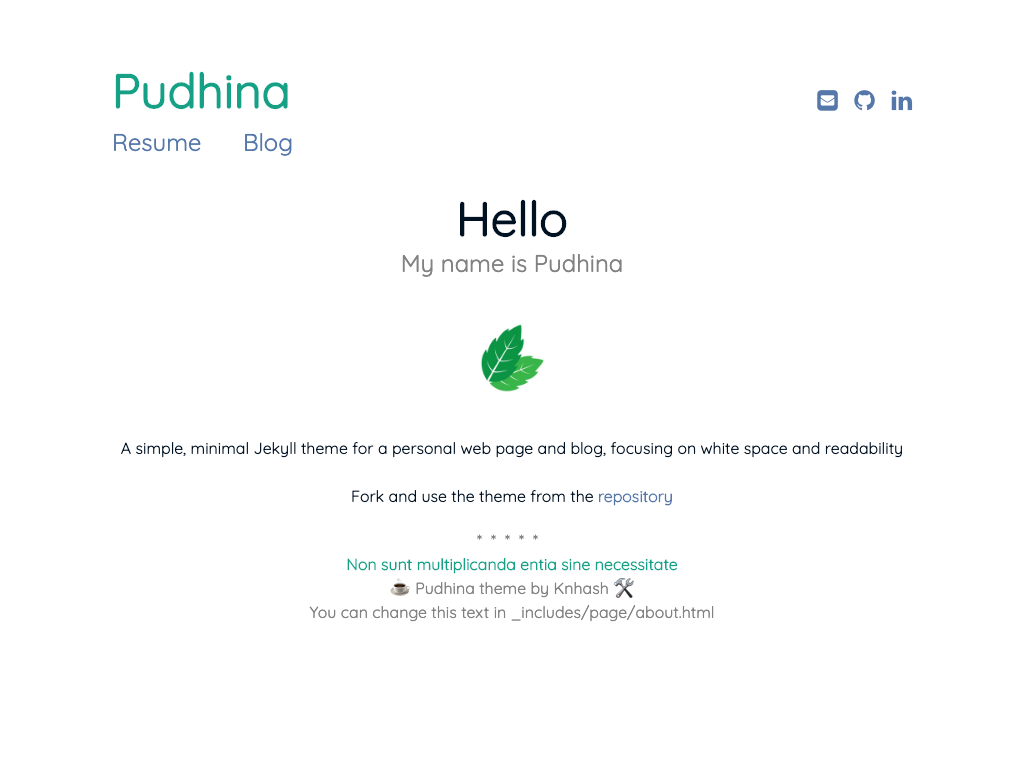 Pudhina
Resume Blog
Hello
My name is Pudhina
A simple, minimal Jekyll theme for a personal web page and blog, focusing on white space and readability
Fork and use the theme from the repository
* * * * *
Non sunt multiplicanda entia sine necessitate
☕ Pudhina theme by Knhash 🛠
You can change this text in _includes/page/about.html